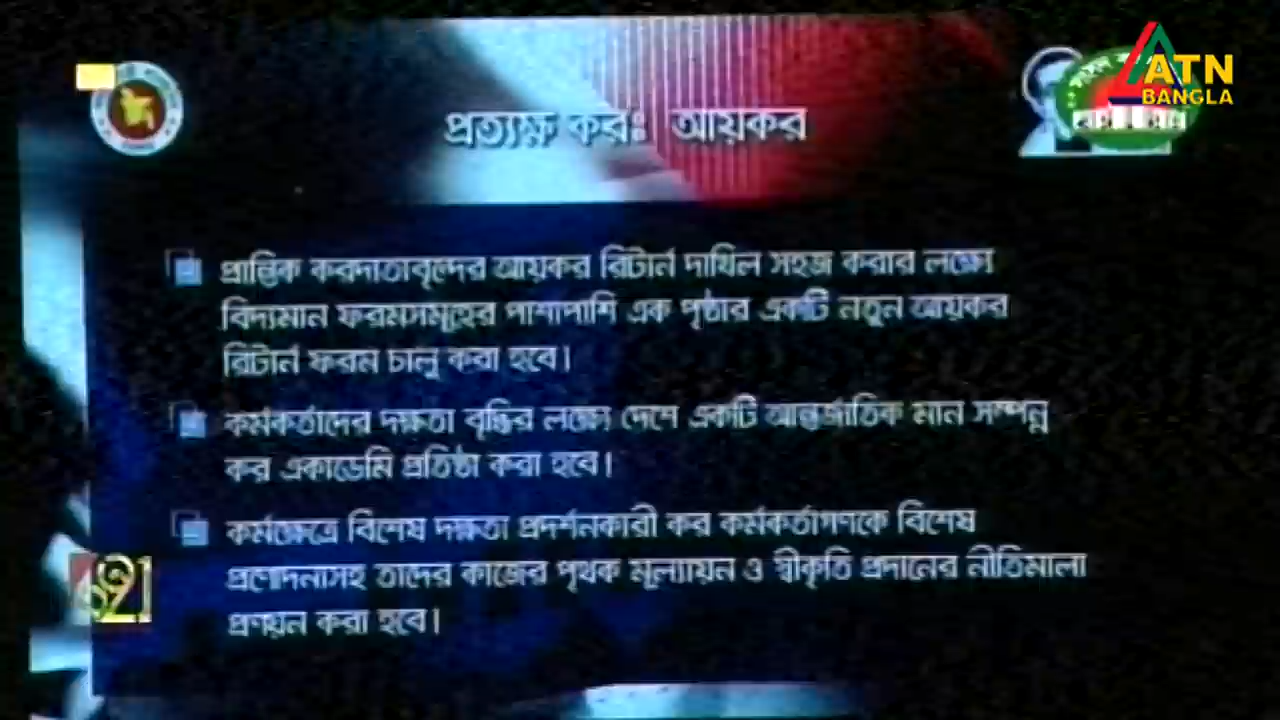 ATN
BANGLA
প্রত্যক্ষ করঃ আয়কর
প্রান্তিক করদাতাবৃন্দের আয়কর রিটার্ন দাখিল সহজ করার লক্ষ্যে
বিদ্যমান ফরমসমূহের পাশাপাশি এক পৃষ্ঠার একটি নতুন আয়কর
রিটার্ন ফরম চালু করা হবে।
কর্মকর্তাদের দক্ষতা বৃদ্ধির লক্ষ্যে দেশে একটি আন্তর্জাতিক মান সম্পন্ন
কর একাডেমি প্রতিষ্ঠা করা হবে।
কর্মক্ষেত্রে বিশেষ দক্ষতা প্রদর্শনকারী কর কর্মকর্তাগণকে বিশেষ
প্রণোদনাসহ তাদের কাজের পৃথক মূল্যায়ন ও স্বীকৃতি প্রদানের নীতিমালা
প্রণয়ন করা হবে।